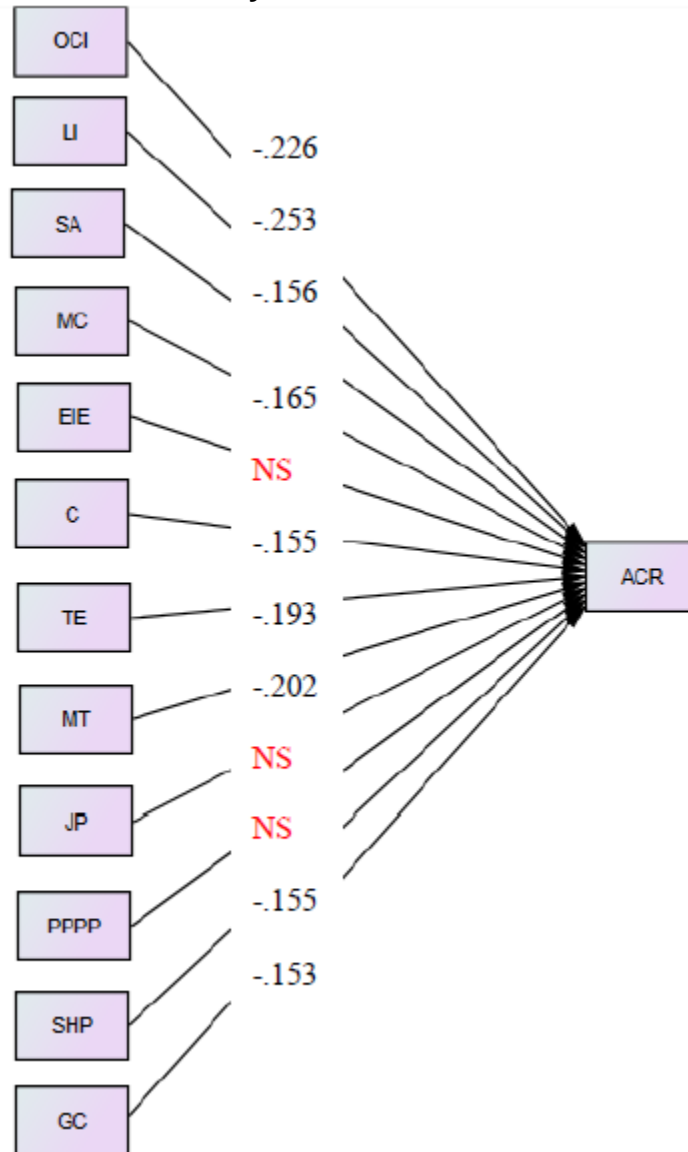 OCI
LI
SA
MC
EIE
C
TE
MT
JP
PPPP
SHP
GC
-.226
-.253
-.156
-.165
NS
-.155
-.193
-.202
NS
NS
-.155
-.153
ACR